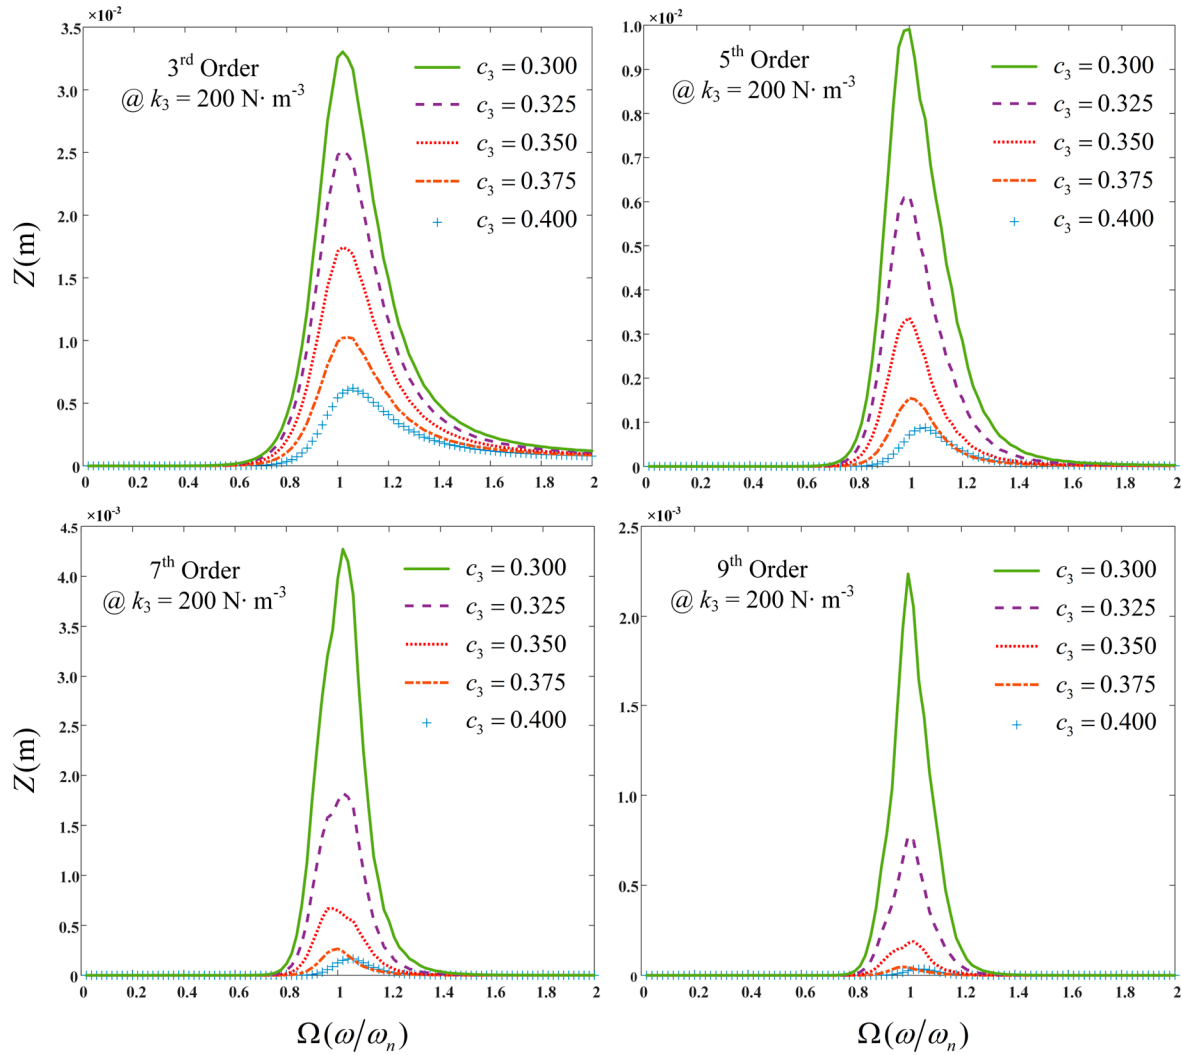 ×10⁻²
3.5
3.0
2.5
2.0
1.5
1.0
0.5
0
Z(m)
3rd Order
@ k₃ = 200 N· m⁻³
c₃ = 0.300
c₃ = 0.325
c₃ = 0.350
c₃ = 0.375
c₃ = 0.400
0 0.2 0.4 0.6 0.8 1 1.2 1.4 1.6 1.8 2
×10⁻²
1.0
0.9
0.8
0.7
0.6
0.5
0.4
0.3
0.2
0.1
0
5th Order
@ k₃ = 200 N· m⁻³
c₃ = 0.300
c₃ = 0.325
c₃ = 0.350
c₃ = 0.375
c₃ = 0.400
0 0.2 0.4 0.6 0.8 1 1.2 1.4 1.6 1.8 2
×10⁻³
4.5
4.0
3.5
3.0
2.5
2.0
1.5
1.0
0.5
0
Z(m)
7th Order
@ k₃ = 200 N· m⁻³
c₃ = 0.300
c₃ = 0.325
c₃ = 0.350
c₃ = 0.375
c₃ = 0.400
0 0.2 0.4 0.6 0.8 1 1.2 1.4 1.6 1.8 2
Ω(ω/ωₙ)
×10⁻³
2.5
2.0
1.5
1.0
0.5
0
9th Order
@ k₃ = 200 N· m⁻³
c₃ = 0.300
c₃ = 0.325
c₃ = 0.350
c₃ = 0.375
c₃ = 0.400
0 0.2 0.4 0.6 0.8 1 1.2 1.4 1.6 1.8 2
Ω(ω/ωₙ)